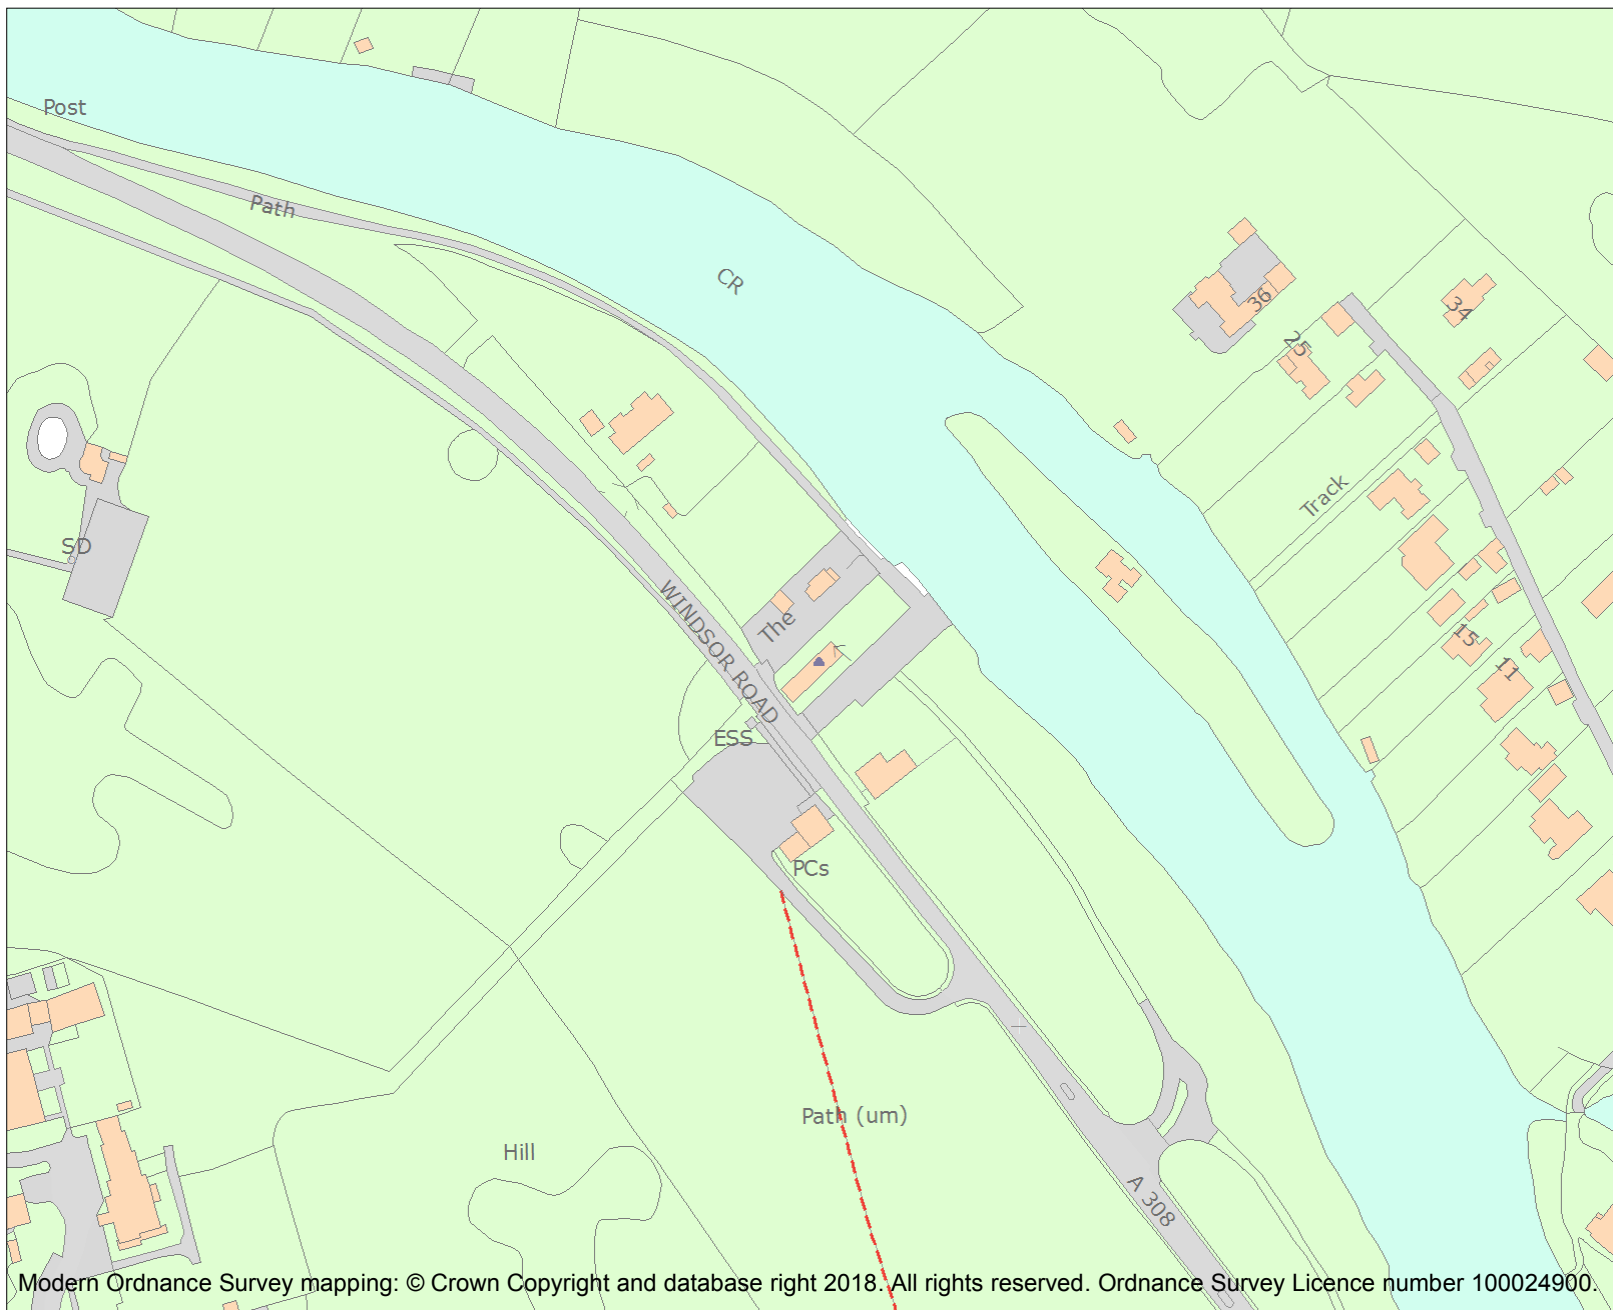 Post
Path
CR
36
34
25
Track
SD
WINDSOR ROAD
The
15
11
ESS
PCs
Path (um)
Hill
A 308
Modern Ordnance Survey mapping: © Crown Copyright and database right 2018. All rights reserved. Ordnance Survey Licence number 100024900.